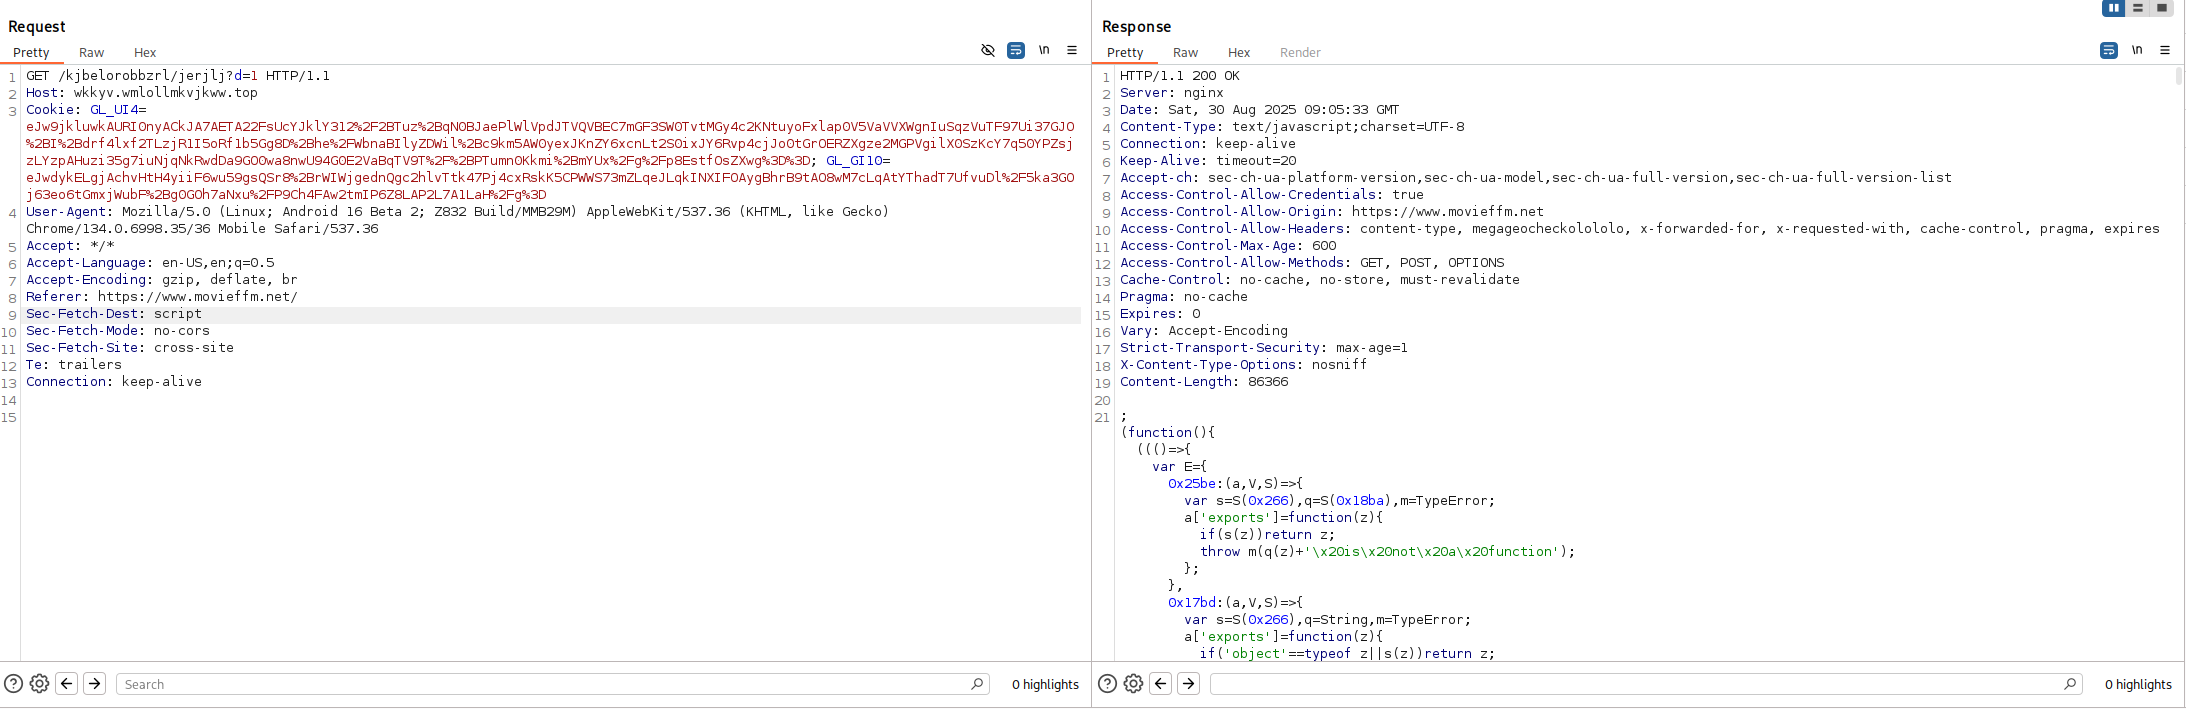 Request
Pretty Raw Hex
\n
1 GET /kjbelorobbzrl/jerjlj?d=1 HTTP/1.1
2 Host: wkkyv.wmlollmkvjkww.top
3 Cookie: GL_UI4=
eJw9jkluwkAURI0nyACkJA7AETA22FsUcYJklY312%2F2BTuz%2BqN0BJaePlWlVpdJTVQVBEC7mGF3SW0TvtMGy4c2KNtuyoFxlap0V5VaVVXWgnIuSqzVuTF97Ui37GJ0
%2BI%2Bdrf4lxf2TLzjR1I5oRf1b5Gg8D%2Bhe%2FWbnaBIlyZDWil%2Bc9km5AW0yexJKnZY6xcnLt2S0ixJY6Rvp4cjJo0tGr0ERZXgze2MGPVgilX0SzKcY7q50YPZsj
zLYzpAHuzi35g7iuNjqNkRwdDa9GO0wa8nwU94G0E2VaBqTV9T%2F%2BPTumn0Kkmi%2BmYUx%2Fg%2Fp8EstfOsZXwg%3D%3D; GL_GI10=
eJwdykELgjAchvHtH4yiiF6wu59gsQSr8%2BrWIWjgednQgc2hlvTtk47Pj4cxRskK5CPWWS73mZLqeJLqkINXIF0AygBhrB9tA08wM7cLqAtYThadT7UfvuDl%2F5ka3G0
j63eo6tGmxjWubF%2Bg0G0h7aNxu%2FP9Ch4FAw2tmIP6Z8LAP2L7A1LaH%2Fg%3D
4 User-Agent: Mozilla/5.0 (Linux; Android 16 Beta 2; Z832 Build/MMB29M) AppleWebKit/537.36 (KHTML, like Gecko)
Chrome/134.0.6998.35/36 Mobile Safari/537.36
5 Accept: */*
6 Accept-Language: en-US,en;q=0.5
7 Accept-Encoding: gzip, deflate, br
8 Referer: https://www.movieffm.net/
9 Sec-Fetch-Dest: script
10 Sec-Fetch-Mode: no-cors
11 Sec-Fetch-Site: cross-site
12 Te: trailers
13 Connection: keep-alive
14
15
Search
0 highlights
Response
Pretty Raw Hex Render
\n
1 HTTP/1.1 200 OK
2 Server: nginx
3 Date: Sat, 30 Aug 2025 09:05:33 GMT
4 Content-Type: text/javascript;charset=UTF-8
5 Connection: keep-alive
6 Keep-Alive: timeout=20
7 Accept-ch: sec-ch-ua-platform-version,sec-ch-ua-model,sec-ch-ua-full-version,sec-ch-ua-full-version-list
8 Access-Control-Allow-Credentials: true
9 Access-Control-Allow-Origin: https://www.movieffm.net
10 Access-Control-Allow-Headers: content-type, megageocheckolololo, x-forwarded-for, x-requested-with, cache-control, pragma, expires
11 Access-Control-Max-Age: 600
12 Access-Control-Allow-Methods: GET, POST, OPTIONS
13 Cache-Control: no-cache, no-store, must-revalidate
14 Pragma: no-cache
15 Expires: 0
16 Vary: Accept-Encoding
17 Strict-Transport-Security: max-age=1
18 X-Content-Type-Options: nosniff
19 Content-Length: 86366
20
21 ;
(function(){
((()=>{
var E={
0x25be:(a,V,S)=>{
var s=S(0x266),q=S(0x18ba),m=TypeError;
a['exports']=function(z){
if(s(z))return z;
throw m(q(z)+'\x20is\x20not\x20a\x20function');
};
},
0x17bd:(a,V,S)=>{
var s=S(0x266),q=String,m=TypeError;
a['exports']=function(z){
if('object'==typeof z||s(z))return z;
0 highlights